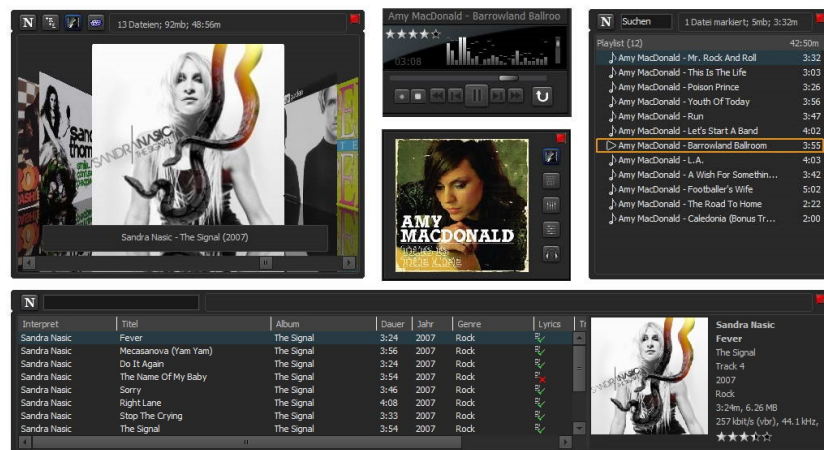 N
13 Dateien; 92mb; 48:56m
SANDRA NASIC
THE SIGNAL
Sandra Nasic - The Signal (2007)
Amy MacDonald - Barrowland Ballroo
03:08
AMY
MACDONALD
THIS IS
THE LIFE
N
Suchen
1 Datei markiert; 5mb; 3:32m
Playlist (12) 42:50m
Amy MacDonald - Mr. Rock And Roll 3:32
Amy MacDonald - This Is The Life 3:03
Amy MacDonald - Poison Prince 3:26
Amy MacDonald - Youth Of Today 3:56
Amy MacDonald - Run 3:47
Amy MacDonald - Let's Start A Band 4:02
Amy MacDonald - Barrowland Ballroom 3:55
Amy MacDonald - L.A. 4:03
Amy MacDonald - A Wish For Somethin... 3:42
Amy MacDonald - Footballer's Wife 5:02
Amy MacDonald - The Road To Home 2:22
Amy MacDonald - Caledonia (Bonus Tr... 2:00
N
Interpret Titel Album Dauer Jahr Genre Lyrics Tr
Sandra Nasic Fever The Signal 3:24 2007 Rock
Sandra Nasic Mecasanova (Yam Yam) The Signal 3:56 2007 Rock
Sandra Nasic Do It Again The Signal 3:24 2007 Rock
Sandra Nasic The Name Of My Baby The Signal 3:54 2007 Rock
Sandra Nasic Sorry The Signal 3:46 2007 Rock
Sandra Nasic Right Lane The Signal 4:08 2007 Rock
Sandra Nasic Stop The Crying The Signal 3:33 2007 Rock
Sandra Nasic The Signal The Signal 3:54 2007 Rock
Sandra Nasic
Fever
The Signal
Track 4
2007
Rock
3:24m, 6.26 MB
257 kbit/s (vbr), 44.1 kHz,